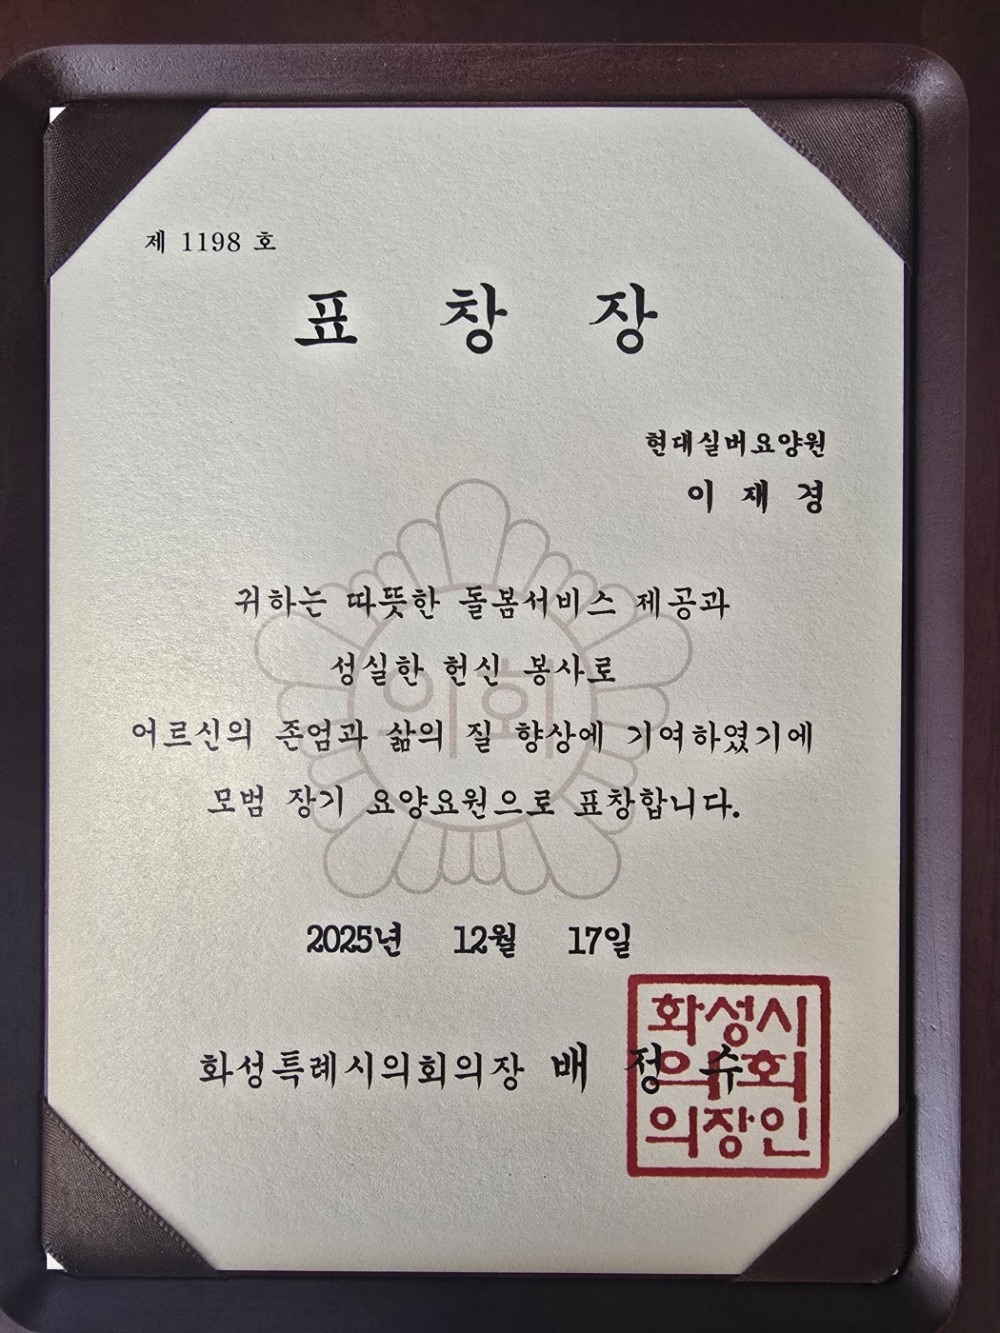 제 1198 호
표 창 장
현대실버요양원
이 재 경
귀하는 따뜻한 돌봄서비스 제공과
성실한 헌신 봉사로
의회
어르신의 존엄과 삶의 질 향상에 기여하였기에
모범 장기 요양요원으로 표창합니다.
2025년 12월 17일
화성특례시의회의장 배 정 수
화성시
의회
의장인